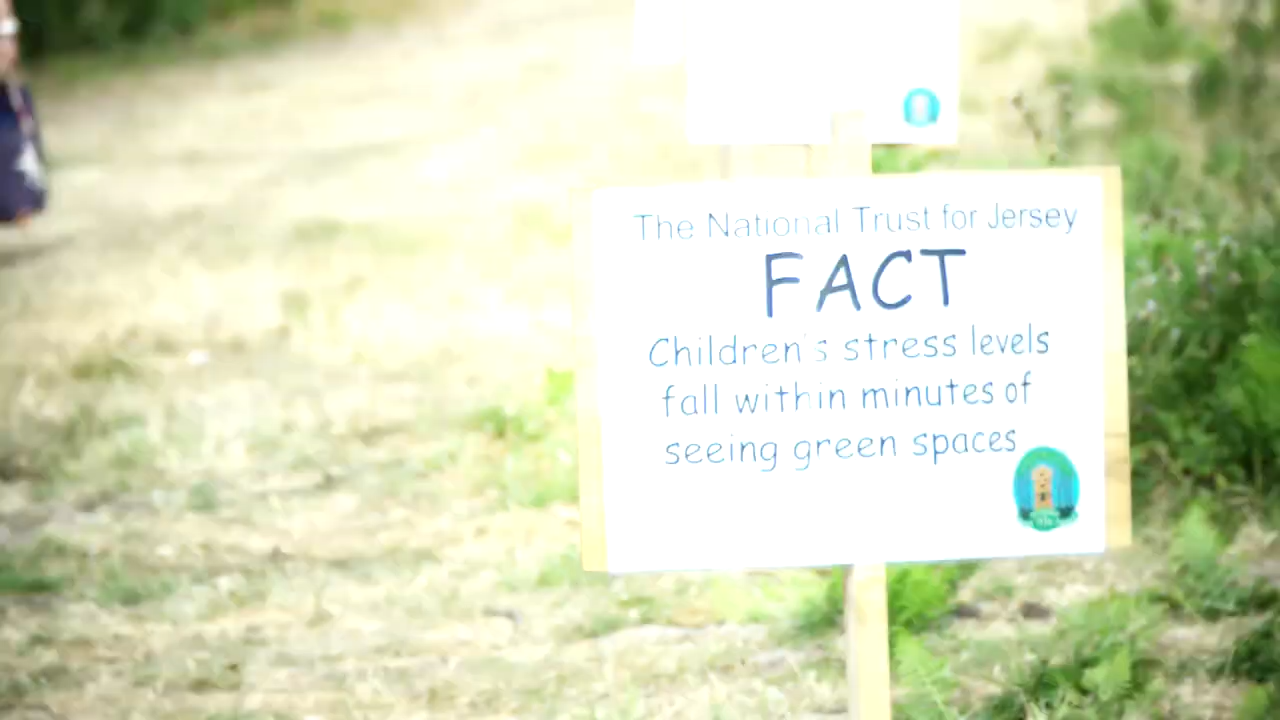 The National Trust for Jersey
FACT
Children's stress levels
fall within minutes of
seeing green spaces